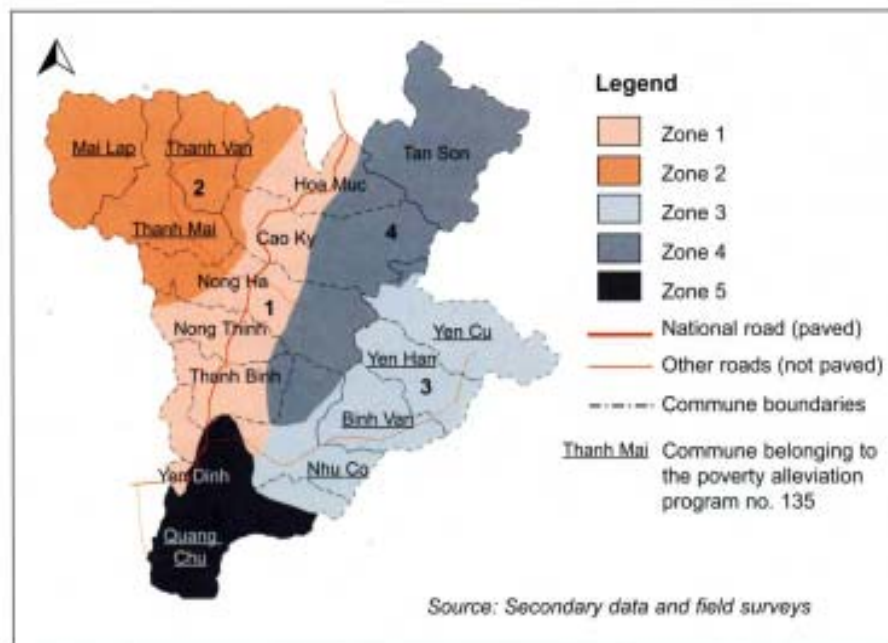 Mai Lap
Thanh Van
2
Thanh Mai
Hoa Muc
Tan Son
Cao Ky
4
Nong Ha
1
Nong Thinh
Thanh Binh
Yen Cu
Yen Han
3
Binh Van
Nhu Co
Yen Dinh
Quang
Chu
Legend
Zone 1
Zone 2
Zone 3
Zone 4
Zone 5
National road (paved)
Other roads (not paved)
Commune boundaries
Thanh Mai Commune belonging to
the poverty alleviation
program no. 135
Source: Secondary data and field surveys